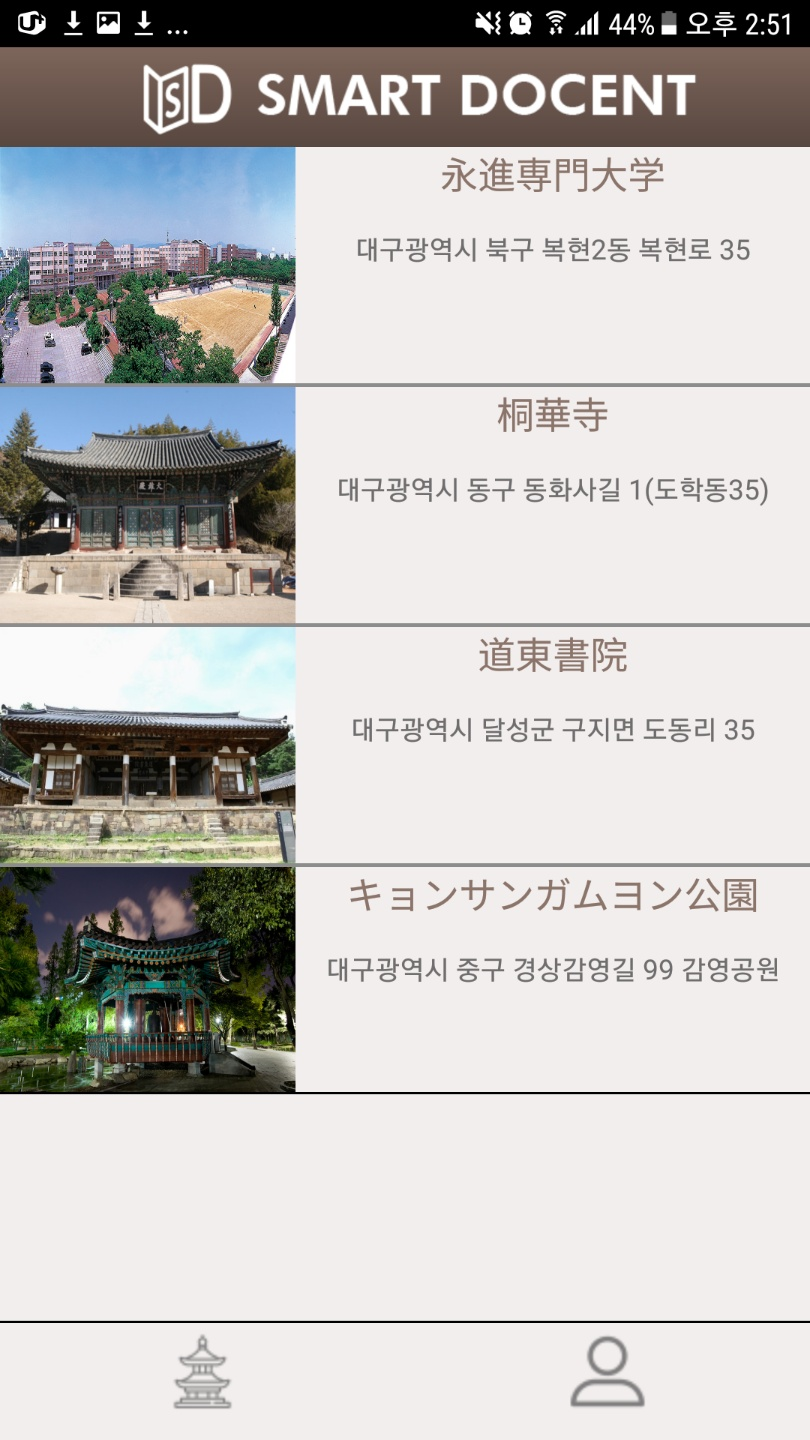 44% 오후 2:51
SD SMART DOCENT
永進専門大学
대구광역시 북구 복현2동 복현로 35
桐華寺
대구광역시 동구 동화사길 1(도학동35)
道東書院
대구광역시 달성군 구지면 도동리 35
キョンサンガムヨン公園
대구광역시 중구 경상감영길 99 감영공원